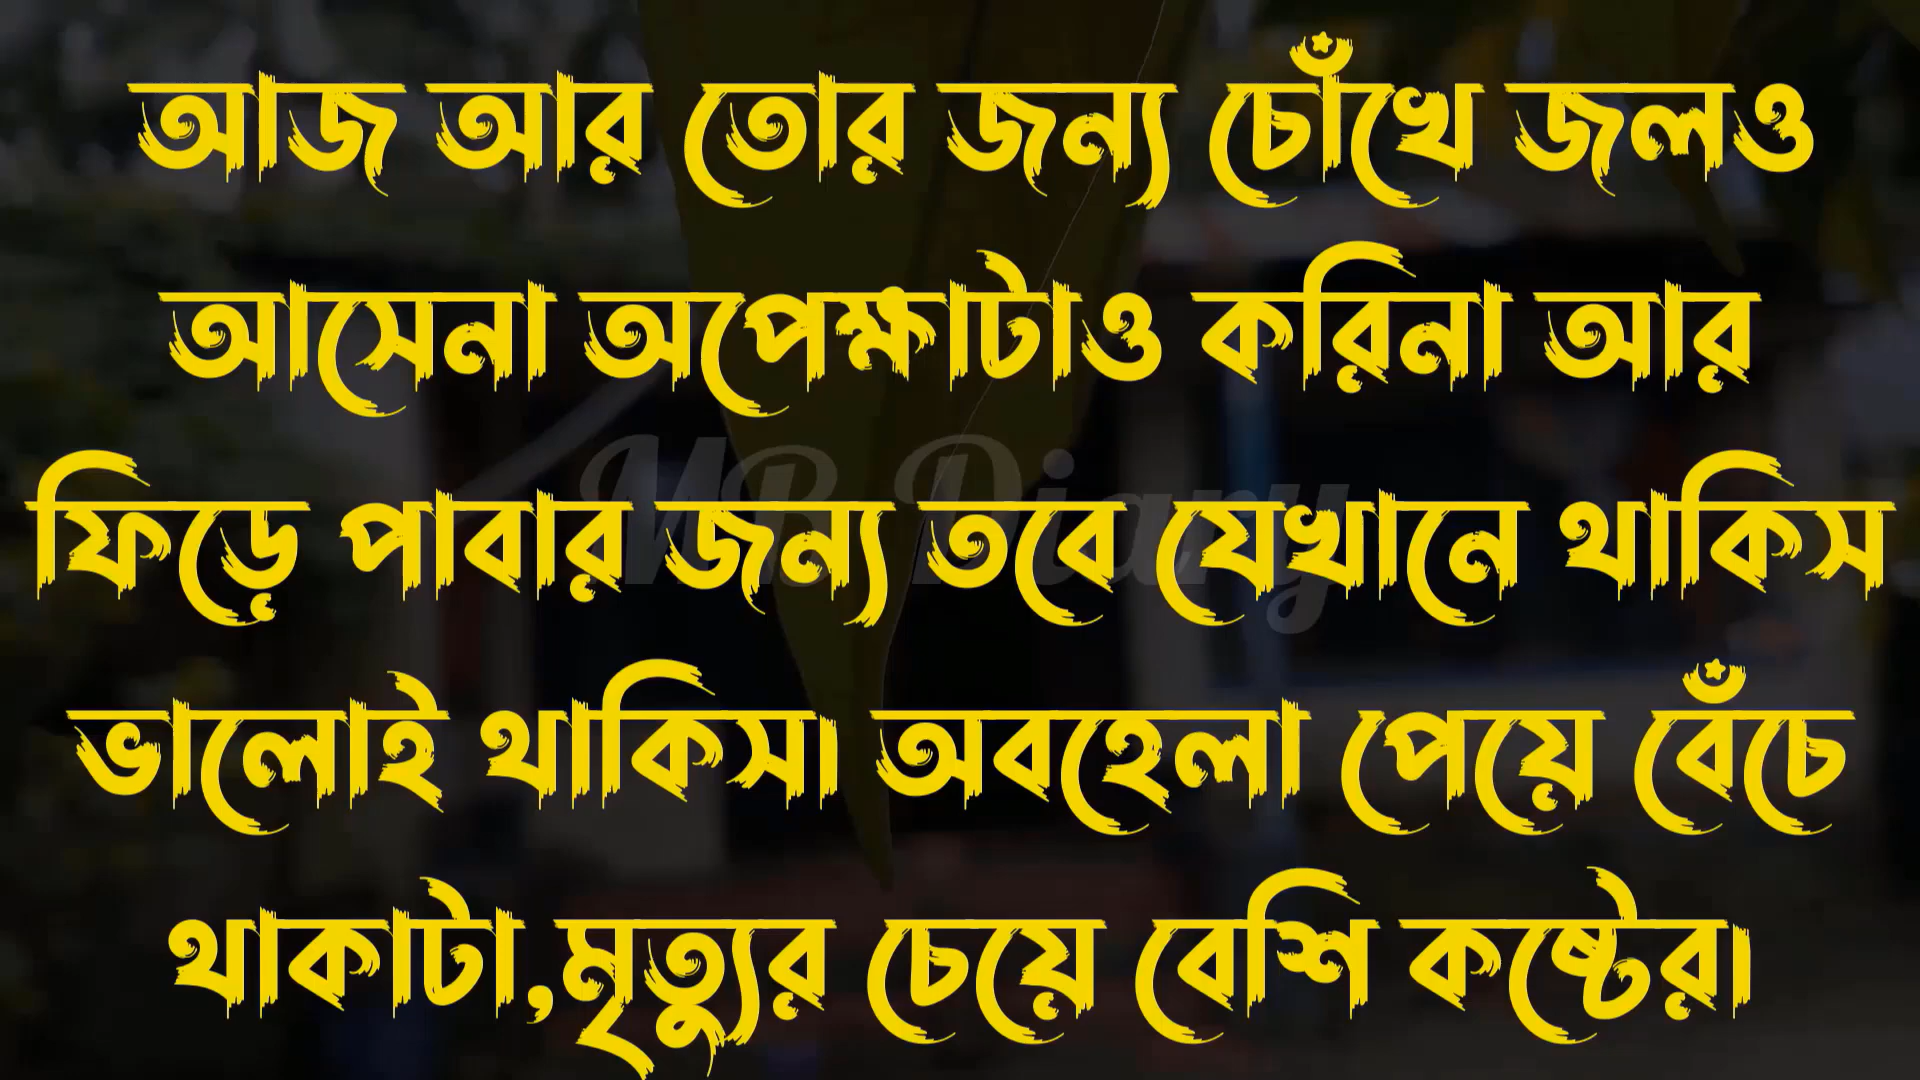 আজ আর তোর জন্য চোঁখে জলও
আসেনা অপেক্ষাটাও করিনা আর
ফিড়ে পাবার জন্য তবে যেখানে থাকিস
ভালোই থাকিস। অবহেলা পেয়ে বেঁচে
থাকাটা,মৃত্যুর চেয়ে বেশি কষ্টের।